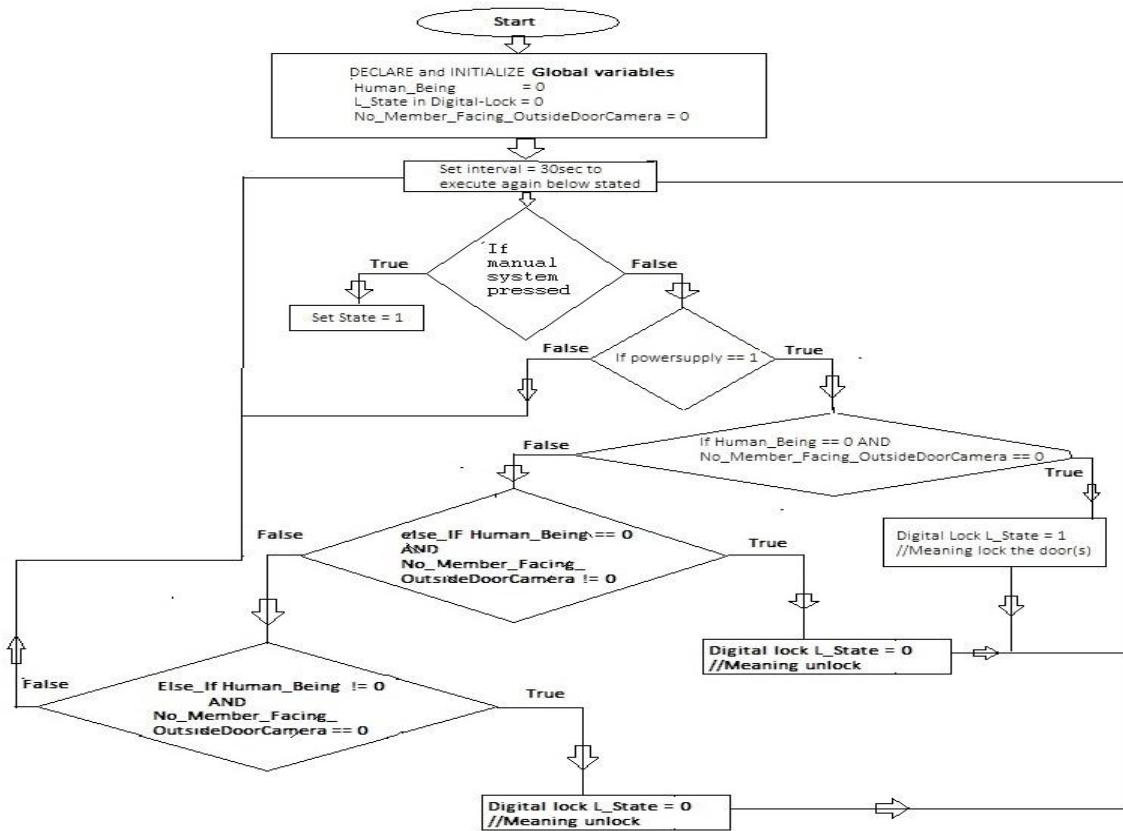 Start
DECLARE and INITIALIZE Global variables
Human_Being = 0
L_State in Digital-Lock = 0
No_Member_Facing_OutsideDoorCamera = 0
Set interval = 30sec to
execute again below stated
If
manual
system
pressed
True
False
Set State = 1
If powersupply == 1
False
True
If Human_Being == 0 AND
No_Member_Facing_OutsideDoorCamera == 0
False
True
Digital Lock L_State = 1
//Meaning lock the door(s)
else_IF Human_Being == 0
AND
No_Member_Facing_
OutsideDoorCamera != 0
False
True
Digital lock L_State = 0
//Meaning unlock
Else_If Human_Being != 0
AND
No_Member_Facing_
OutsideDoorCamera == 0
False
True
Digital lock L_State = 0
//Meaning unlock